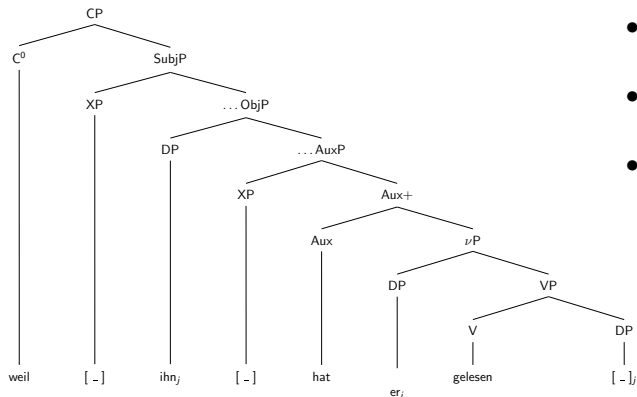 CP
C⁰ SubjP
XP ...ObjP
DP ...AuxP
XP Aux+
Aux νP
DP VP
V DP
weil [ _ ] ihnⱼ [ _ ] hat gelesen [ _ ]ⱼ
erᵢ